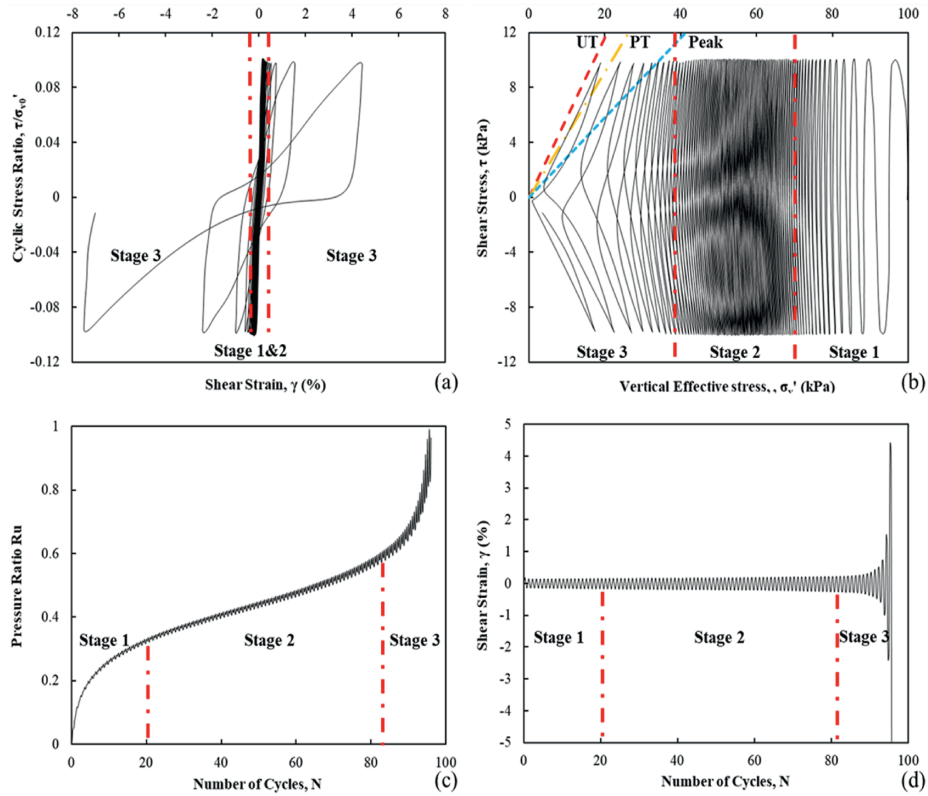 -8 -6 -4 -2 0 2 4 6 8
0.12
0.08
0.04
0
-0.04
-0.08
-0.12
Cyclic Stress Ratio, τ/σv0'
Stage 3
Stage 3
Stage 1&2
Shear Strain, γ (%)
(a)
0 20 40 60 80 100
12
8
4
0
-4
-8
-12
Shear Stress, τ (kPa)
UT
PT
Peak
Stage 3
Stage 2
Stage 1
Vertical Effective stress, , σv' (kPa)
(b)
1
0.8
0.6
0.4
0.2
0
Pressure Ratio Ru
Stage 1
Stage 2
Stage 3
0 20 40 60 80 100
Number of Cycles, N
(c)
5
4
3
2
1
0
-1
-2
-3
-4
-5
Shear Strain, γ (%)
Stage 1
Stage 2
Stage 3
0 20 40 60 80 100
Number of Cycles, N
(d)